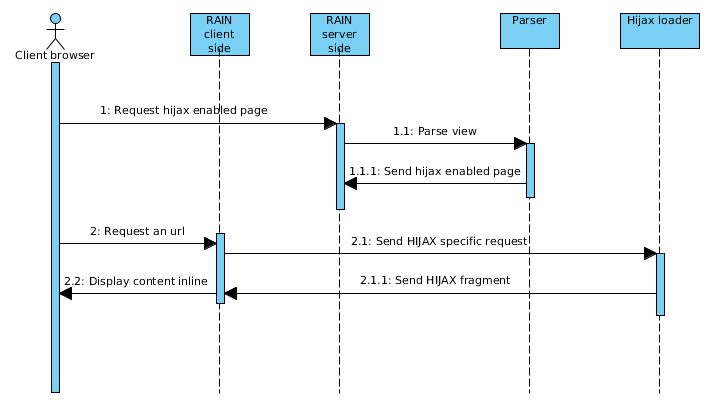 RAIN
client
side
RAIN
server
side
Parser
Hijax loader
Client browser
1: Request hijax enabled page
1.1: Parse view
1.1.1: Send hijax enabled page
2: Request an url
2.1: Send HIJAX specific request
2.2: Display content inline
2.1.1: Send HIJAX fragment